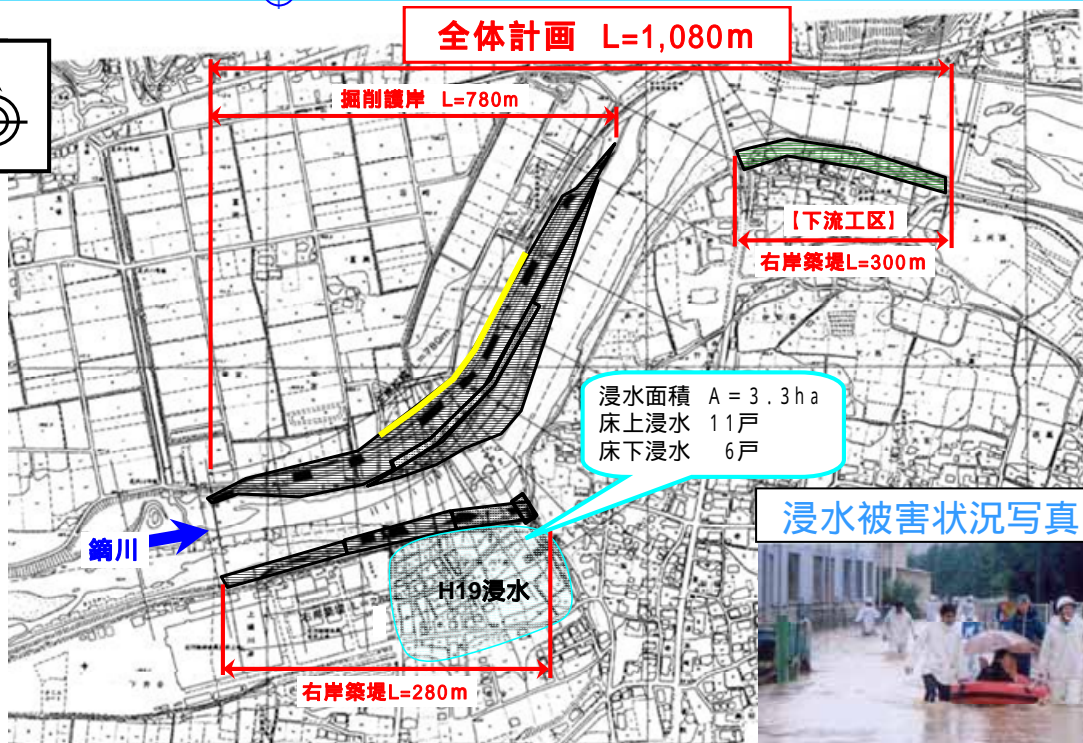 全体計画 L=1,080m
掘削護岸 L=780m
【下流工区】
右岸築堤L=300m
浸水面積 A=3.3ha
床上浸水 11戸
床下浸水 6戸
浸水被害状況写真
鏑川
H19浸水
右岸築堤L=280m